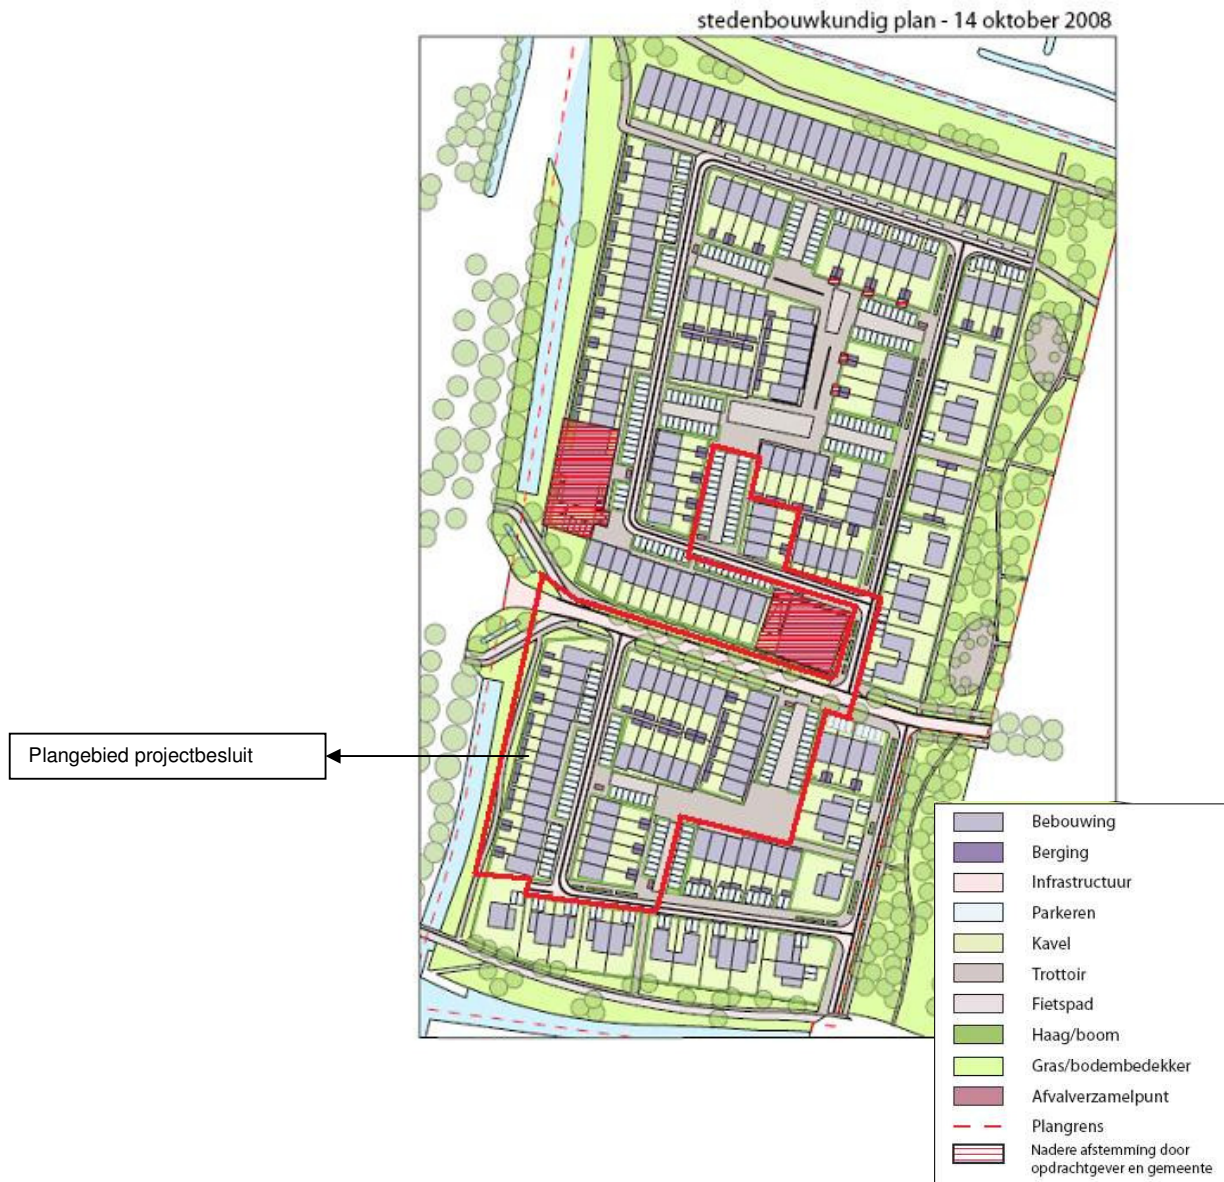 stedenbouwkundig plan - 14 oktober 2008
Plangebied projectbesluit
Bebouwing
Berging
Infrastructuur
Parkeren
Kavel
Trottoir
Fietspad
Haag/boom
Gras/bodembedekker
Afvalverzamelpunt
Plangrens
Nadere afstemming door
opdrachtgever en gemeente